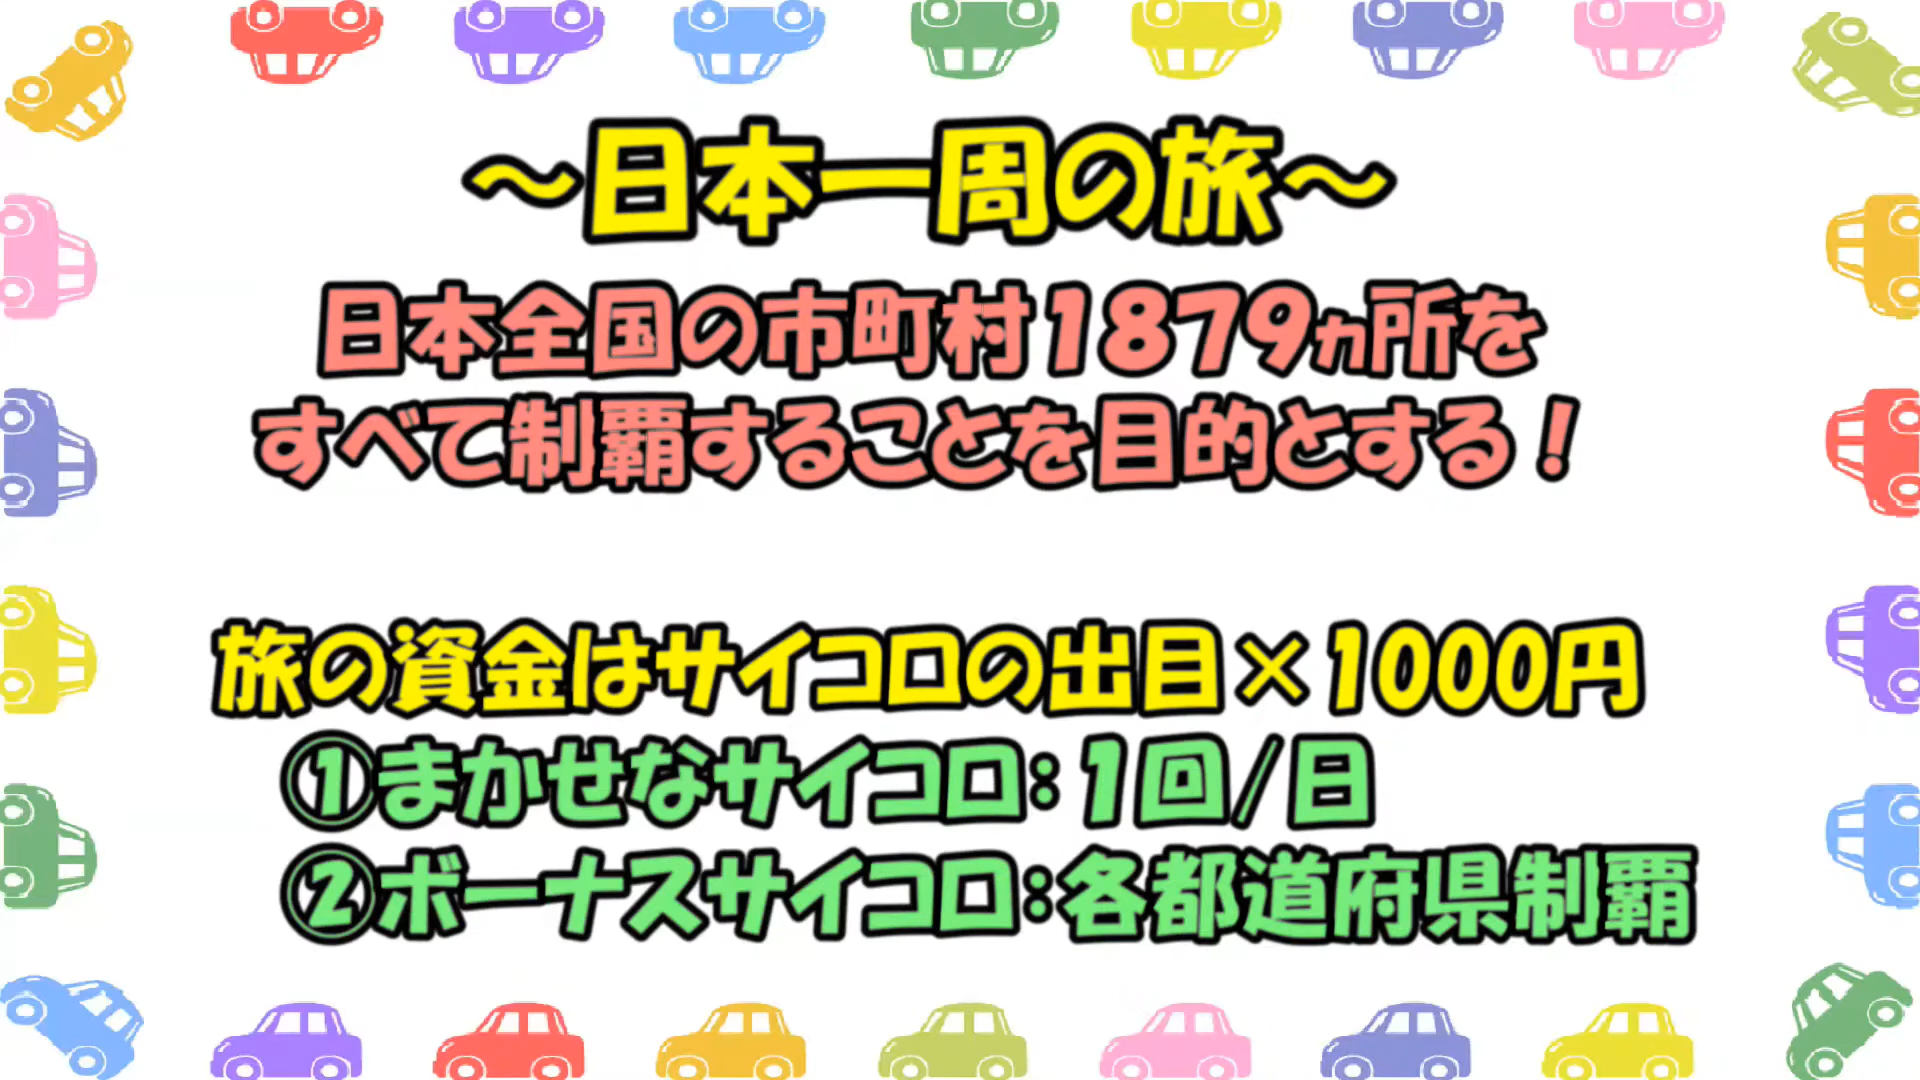 ～日本一周の旅～
日本全国の市町村1879ヵ所を
すべて制覇することを目的とする！
旅の資金はサイコロの出目×1000円
①まかせなサイコロ：1回/日
②ボーナスサイコロ：各都道府県制覇